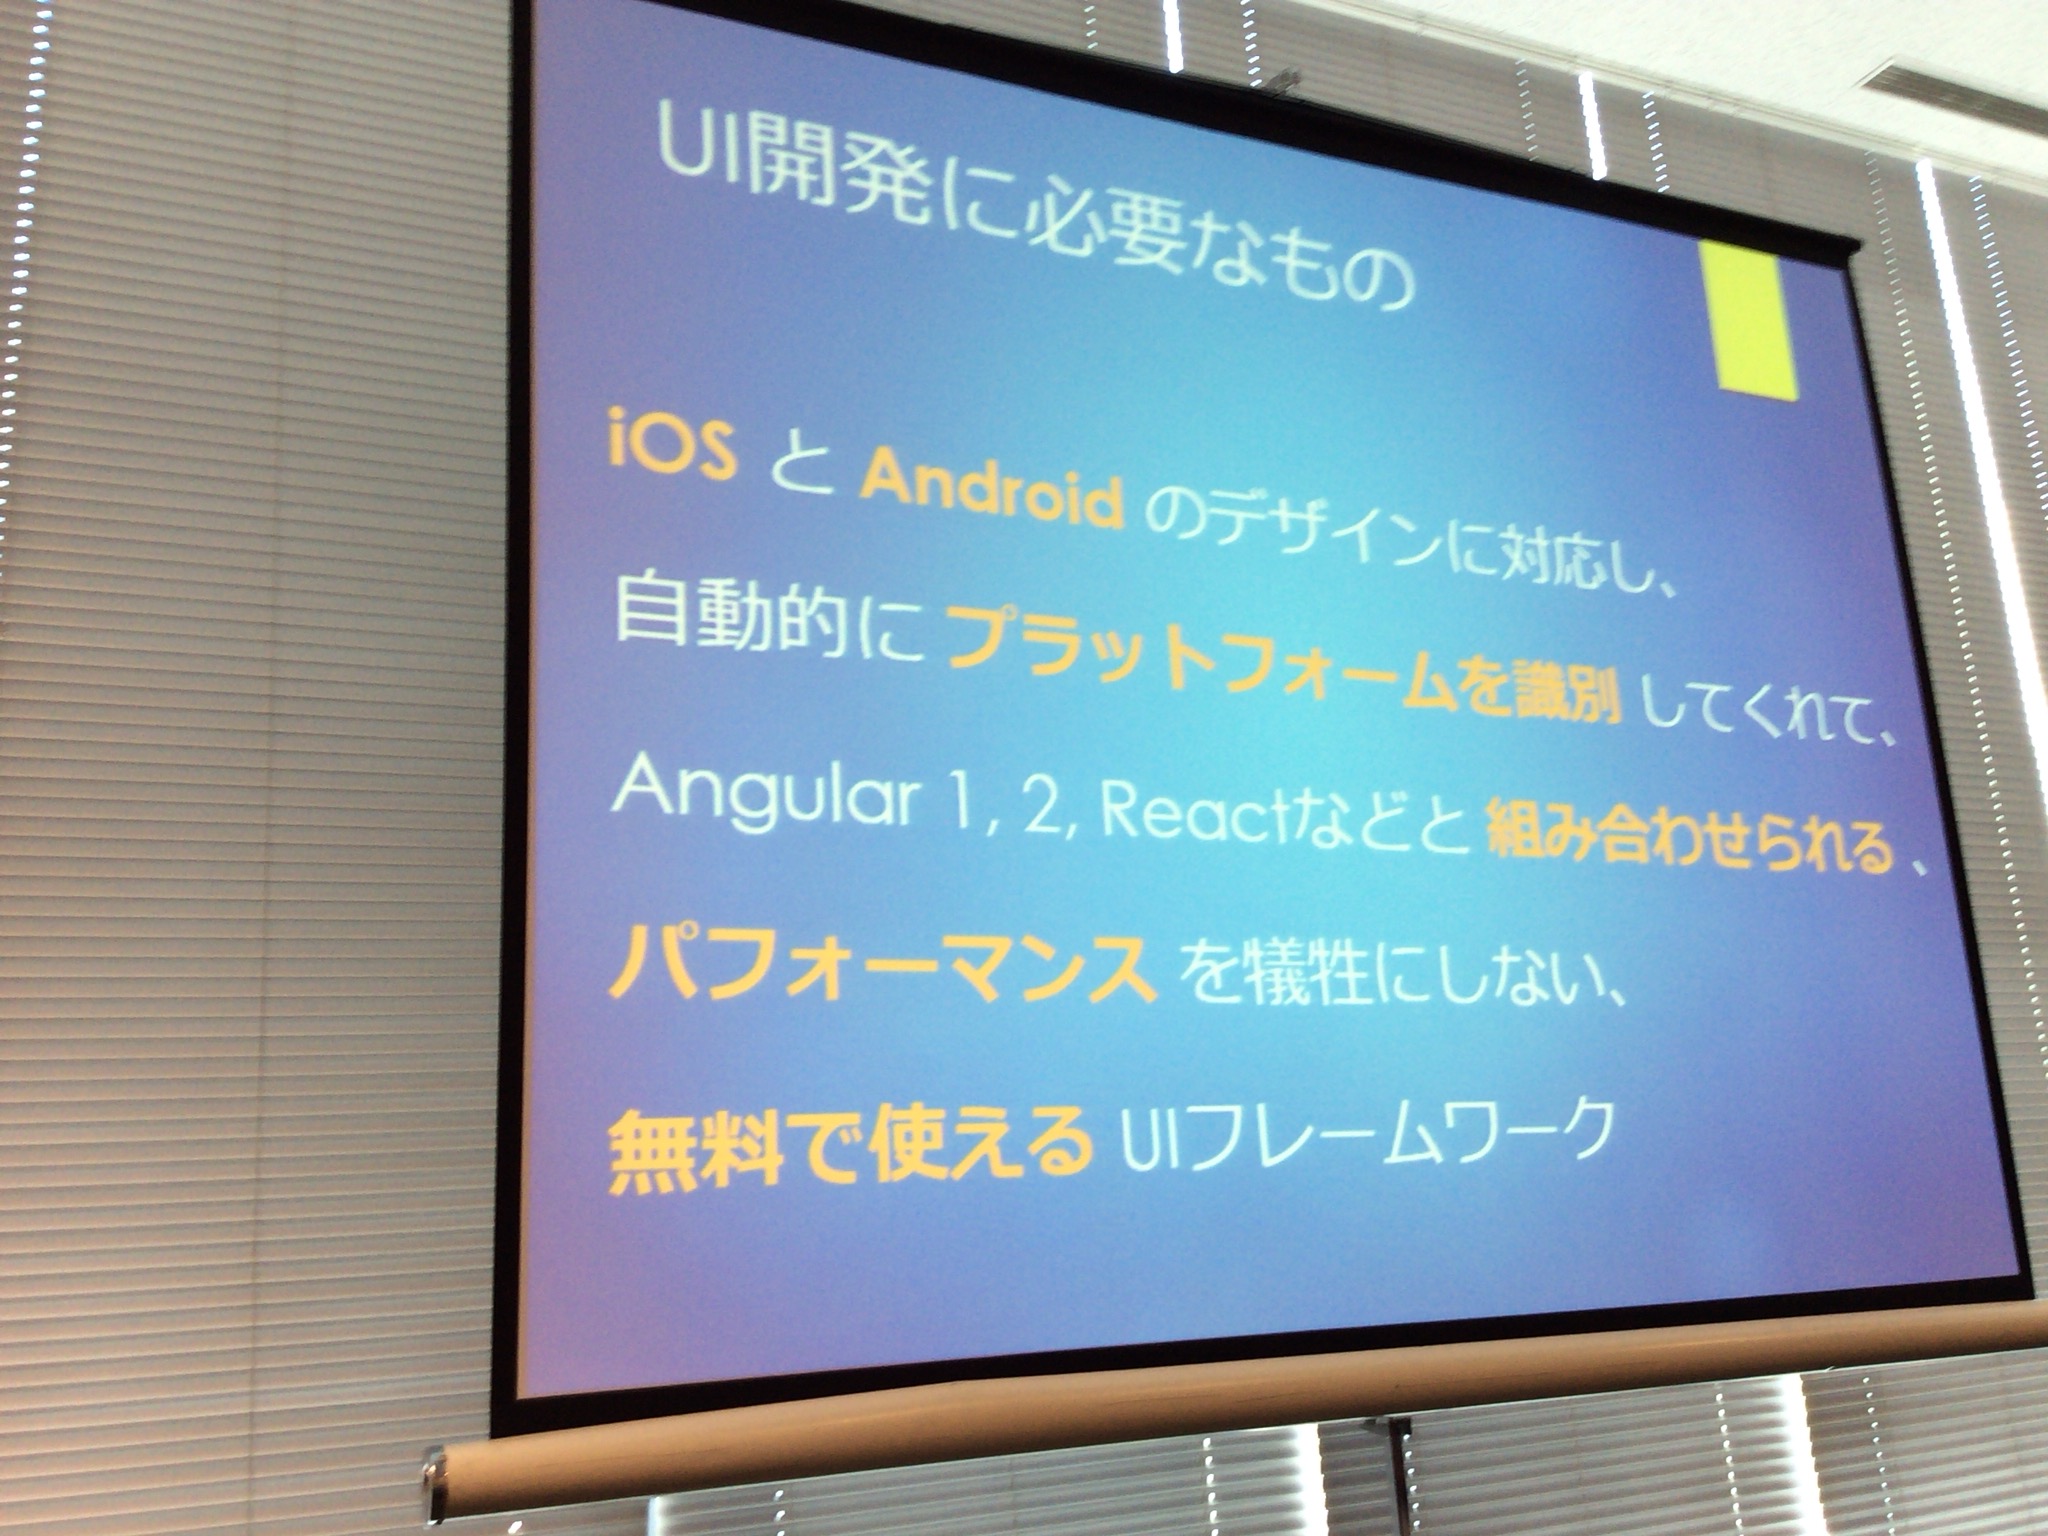 UI開発に必要なもの
iOS と Android のデザインに対応し、
自動的に プラットフォームを識別 してくれて、
Angular 1, 2, Reactなどと 組み合わせられる 、
パフォーマンス を犠牲にしない、
無料で使える UIフレームワーク